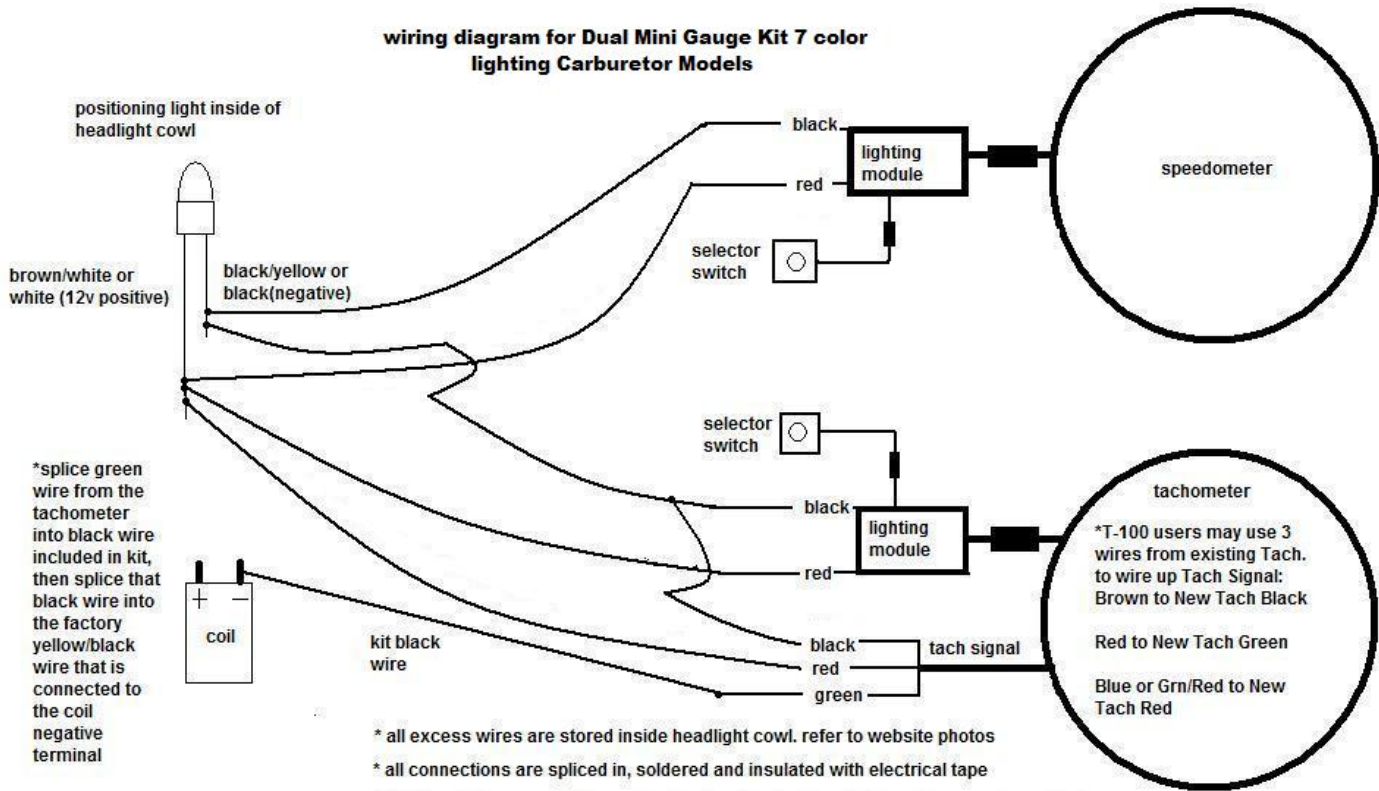 wiring diagram for Dual Mini Gauge Kit 7 color
lighting Carburetor Models
positioning light inside of
headlight cowl
brown/white or
white (12v positive)
black/yellow or
black(negative)
black
red
lighting
module
selector
switch
speedometer
selector
switch
black
red
lighting
module
*splice green
wire from the
tachometer
into black wire
included in kit,
then splice that
black wire into
the factory
yellow/black
wire that is
connected to
the coil
negative
terminal
+ −
coil
kit black
wire
black
red
green
tach signal
tachometer
*T-100 users may use 3
wires from existing Tach.
to wire up Tach Signal:
Brown to New Tach Black
Red to New Tach Green
Blue or Grn/Red to New
Tach Red
* all excess wires are stored inside headlight cowl. refer to website photos
* all connections are spliced in, soldered and insulated with electrical tape